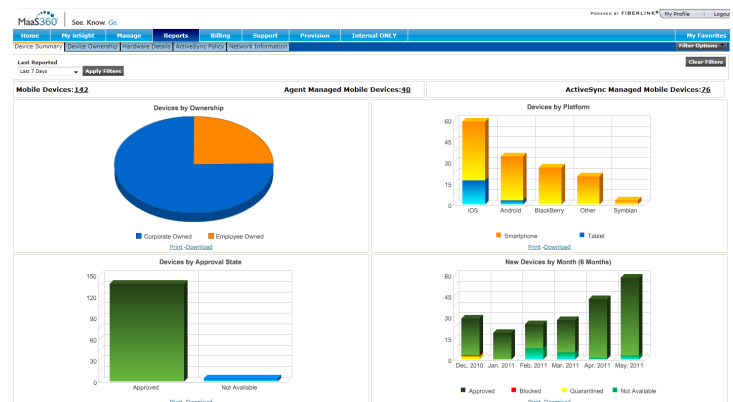 POWERED BY FIBERLINK® My Profile | Logout
MaaS360 See. Know. Go.
Home My inSight Manage Reports Billing Support Provision Internal ONLY My Favorites
Device Summary Device Ownership Hardware Details ActiveSync Policy Network Information Filter Options
Last Reported Clear Filters
Last 7 Days Apply Filters
Mobile Devices:142 Agent Managed Mobile Devices:40 ActiveSync Managed Mobile Devices:76
Devices by Ownership
Corporate Owned Employee Owned
Print -Download
Devices by Platform
60
45
30
15
0
iOS Android BlackBerry Other Symbian
Smartphone Tablet
Print -Download
Devices by Approval State
150
120
90
60
30
0
Approved Not Available
Print -Download
New Devices by Month (6 Months)
60
45
30
15
0
Dec, 2010 Jan, 2011 Feb, 2011 Mar, 2011 Apr, 2011 May, 2011
Approved Blocked Quarantined Not Available
Print -Download